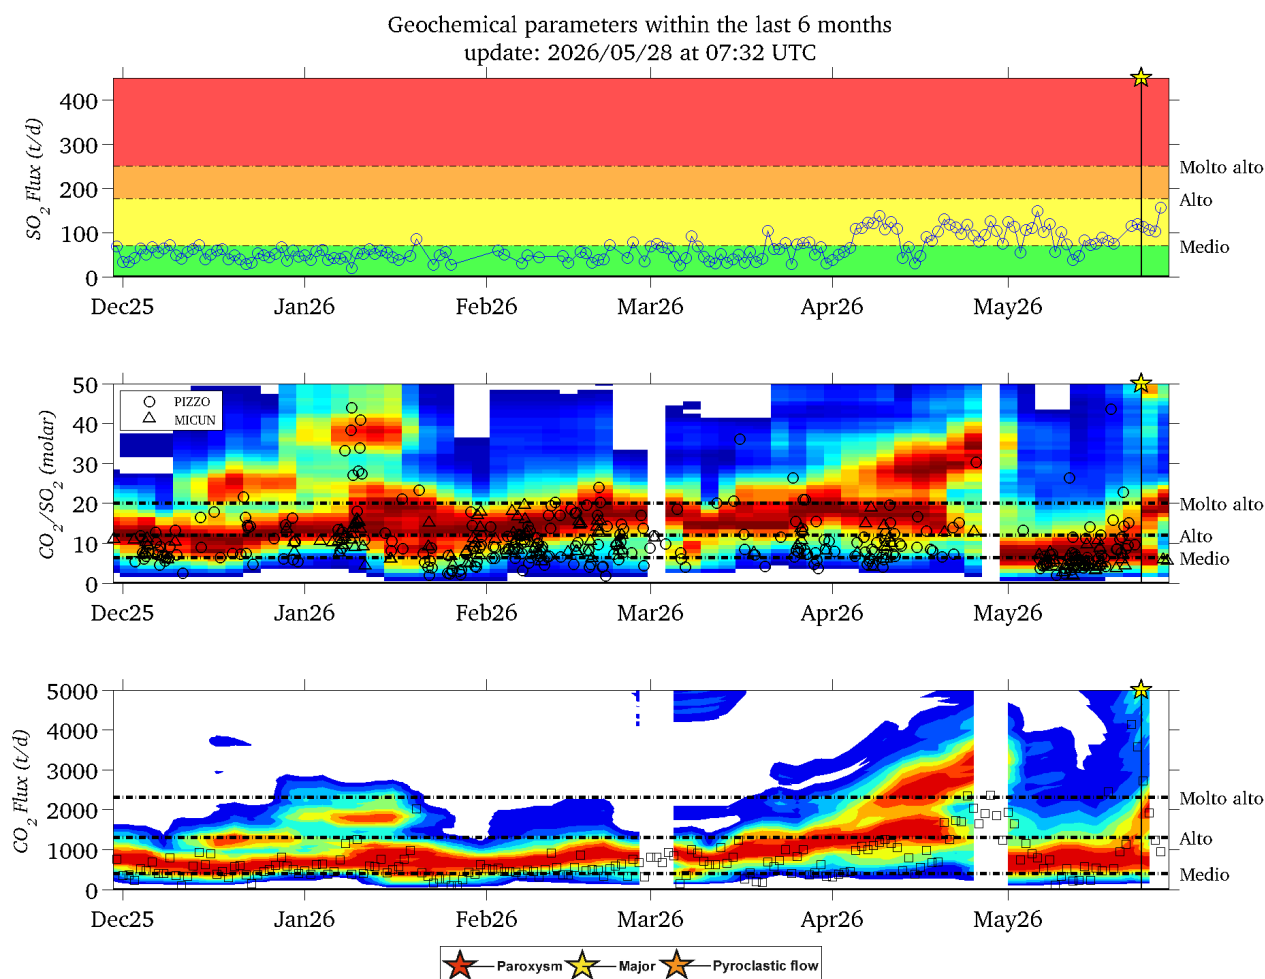 Geochemical parameters within the last 6 months
update: 2026/05/28 at 07:32 UTC
SO2 Flux (t/d)
400
300
200
100
0
Molto alto
Alto
Medio
Dec25 Jan26 Feb26 Mar26 Apr26 May26
CO2/SO2 (molar)
50
40
30
20
10
0
PIZZO
MICUN
Molto alto
Alto
Medio
Dec25 Jan26 Feb26 Mar26 Apr26 May26
CO2 Flux (t/d)
5000
4000
3000
2000
1000
0
Molto alto
Alto
Medio
Dec25 Jan26 Feb26 Mar26 Apr26 May26
Paroxysm Major Pyroclastic flow